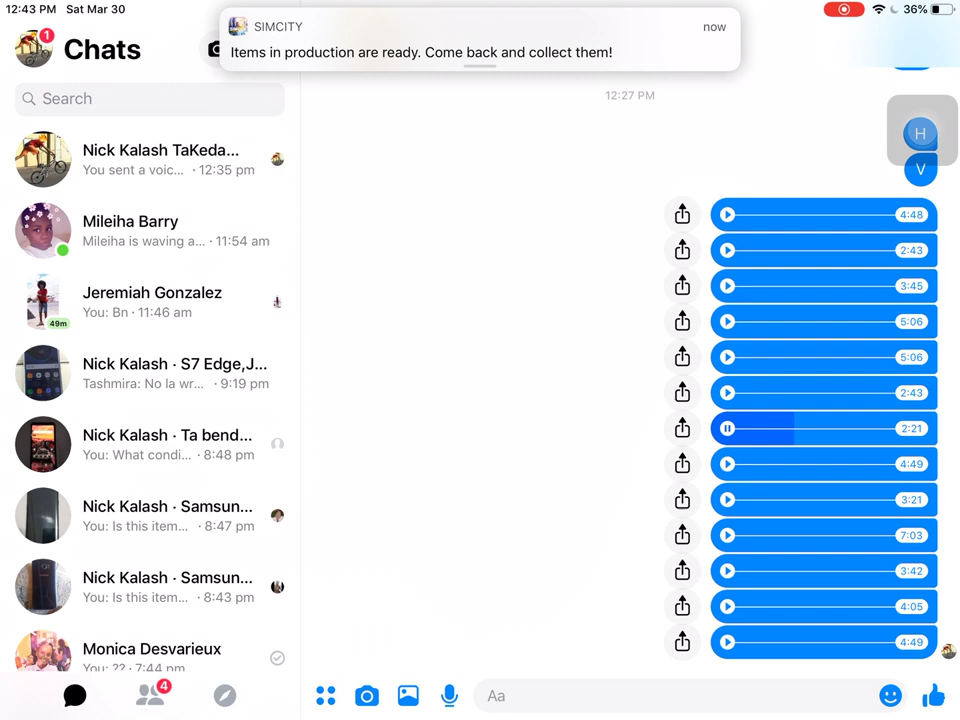 12:43 PM Sat Mar 30
36%
SIMCITY
now
Items in production are ready. Come back and collect them!
1
Chats
Search
Nick Kalash TaKeda...
You sent a voic... · 12:35 pm
Mileiha Barry
Mileiha is waving a... · 11:54 am
Jeremiah Gonzalez
You: Bn · 11:46 am
49m
Nick Kalash · S7 Edge,J...
Tashmira: No la wr... · 9:19 pm
Nick Kalash · Ta bend...
You: What condi... · 8:48 pm
Nick Kalash · Samsun...
You: Is this item... · 8:47 pm
Nick Kalash · Samsun...
You: Is this item... · 8:43 pm
Monica Desvarieux
You: ?? · 7:44 pm
4
12:27 PM
H
V
4:48
2:43
3:45
5:06
5:06
2:43
2:21
4:49
3:21
7:03
3:42
4:05
4:49
Aa